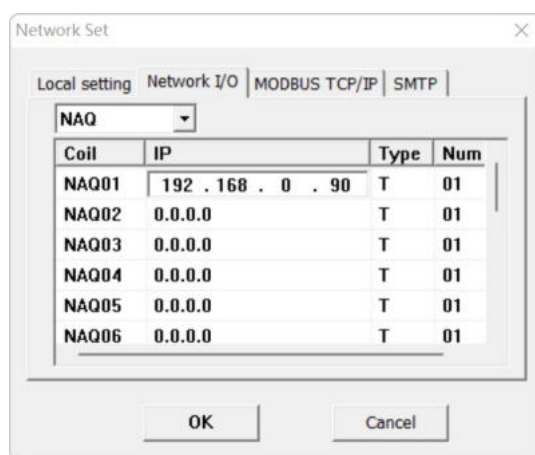 Network Set
Local setting Network I/O MODBUS TCP/IP SMTP
NAQ
Coil IP Type Num
NAQ01 192 . 168 . 0 . 90 T 01
NAQ02 0.0.0.0 T 01
NAQ03 0.0.0.0 T 01
NAQ04 0.0.0.0 T 01
NAQ05 0.0.0.0 T 01
NAQ06 0.0.0.0 T 01
OK Cancel